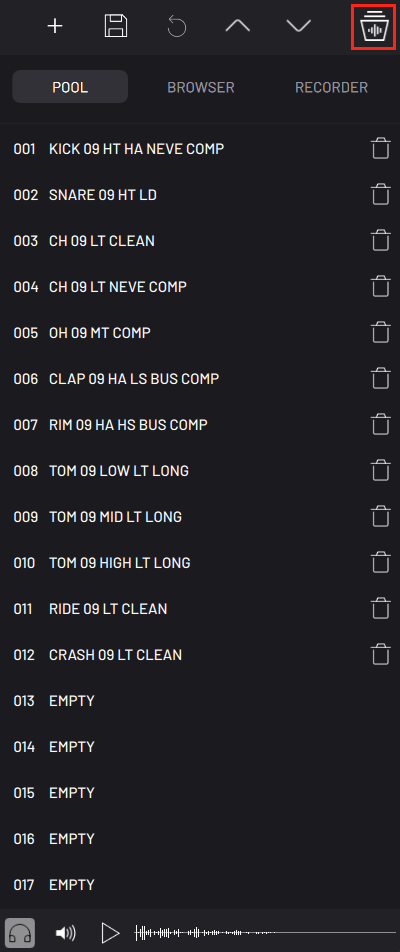 POOL BROWSER RECORDER
001 KICK 09 HT HA NEVE COMP
002 SNARE 09 HT LD
003 CH 09 LT CLEAN
004 CH 09 LT NEVE COMP
005 OH 09 MT COMP
006 CLAP 09 HA LS BUS COMP
007 RIM 09 HA HS BUS COMP
008 TOM 09 LOW LT LONG
009 TOM 09 MID LT LONG
010 TOM 09 HIGH LT LONG
011 RIDE 09 LT CLEAN
012 CRASH 09 LT CLEAN
013 EMPTY
014 EMPTY
015 EMPTY
016 EMPTY
017 EMPTY